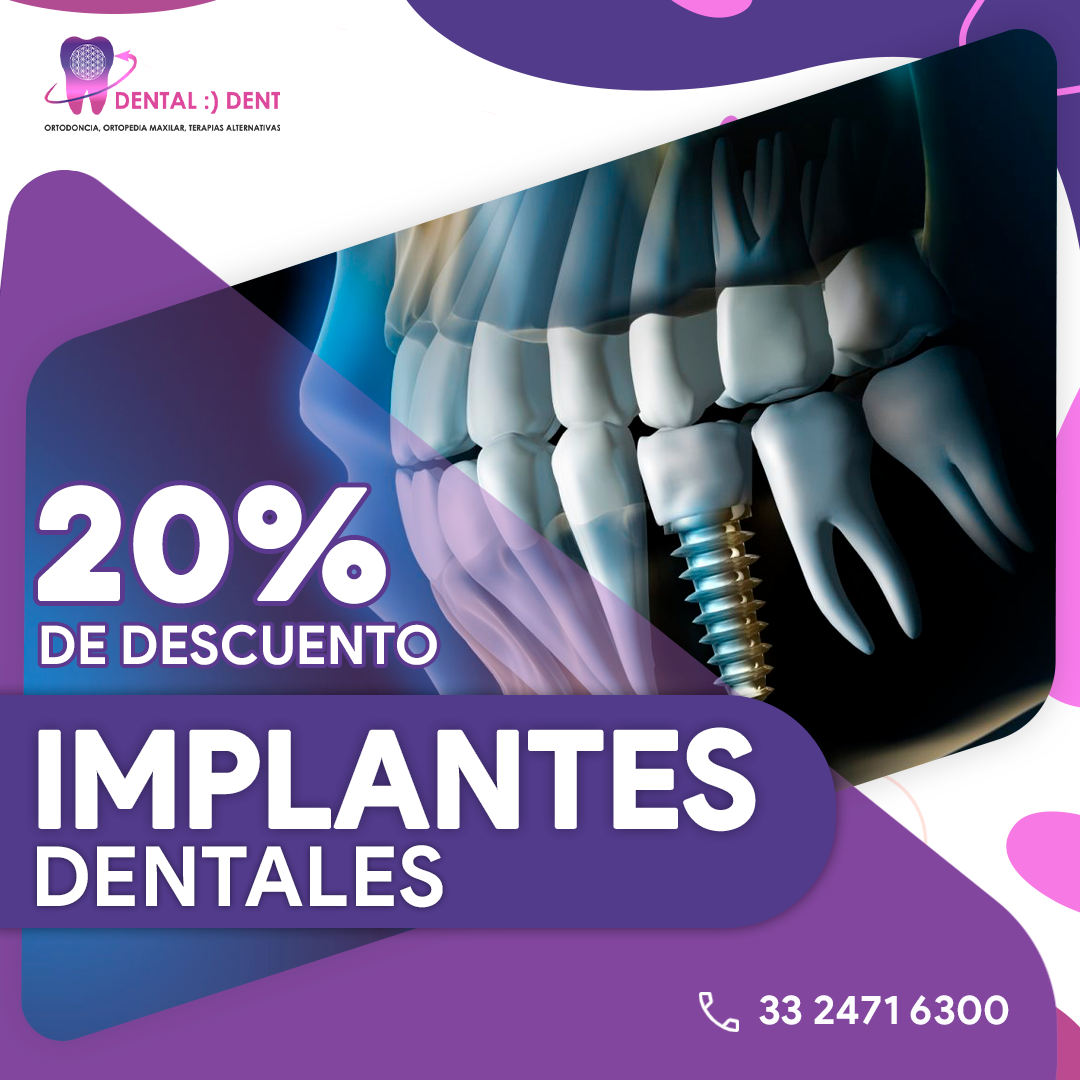 DENTAL :) DENT
ORTODONCIA, ORTOPEDIA MAXILAR, TERAPIAS ALTERNATIVAS
20%
DE DESCUENTO
IMPLANTES
DENTALES
33 2471 6300